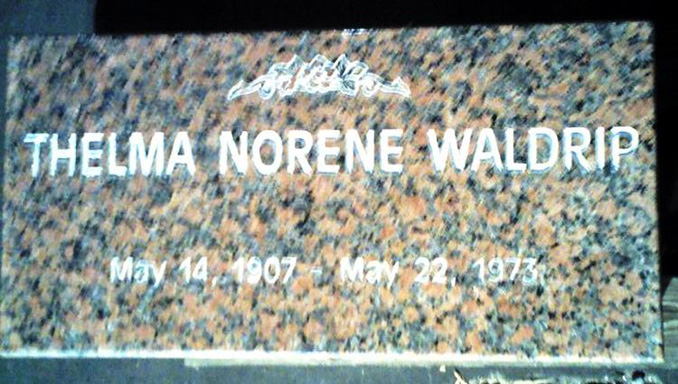 THELMA NORENE WALDRIP
May 14, 1907 - May 22, 1973